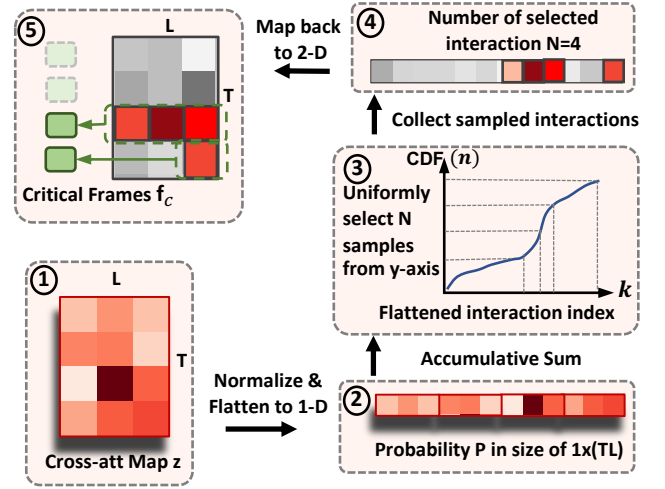 1
L
T
Cross-att Map z
Normalize &
Flatten to 1-D
2
Probability P in size of 1x(TL)
Accumulative Sum
3
CDF (n)
Uniformly
select N
samples
from y-axis
k
Flattened interaction index
Collect sampled interactions
4
Number of selected
interaction N=4
Map back
to 2-D
5
L
T
Critical Frames f_c